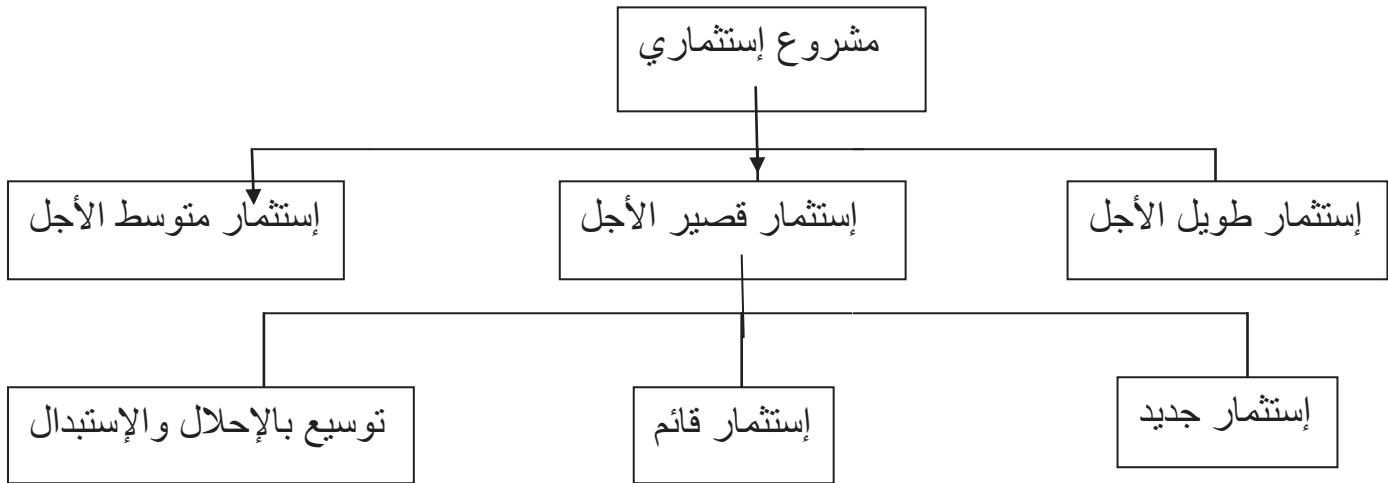 مشروع إستثماري
إستثمار طويل الأجل
إستثمار قصير الأجل
إستثمار متوسط الأجل
إستثمار جديد
إستثمار قائم
توسيع بالإحلال والإستبدال